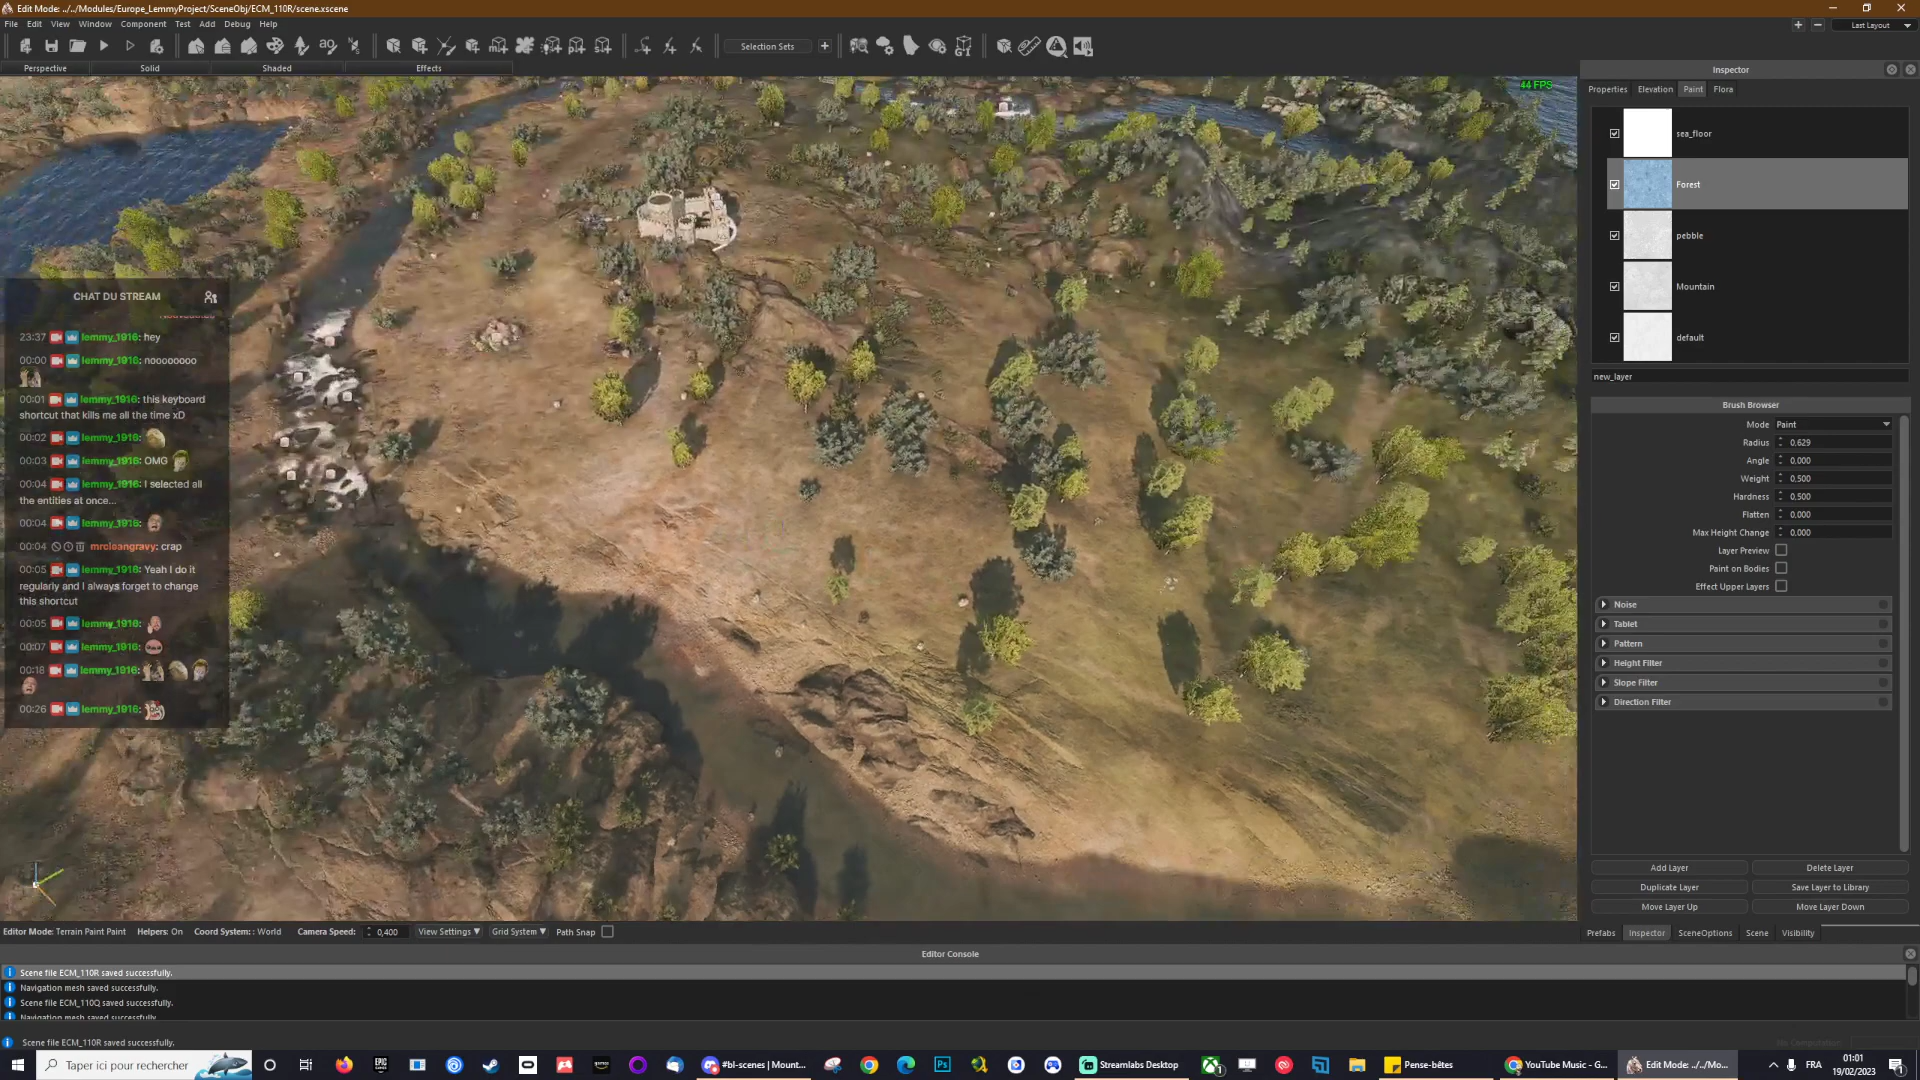 Edit Mode: ../../Modules/Europe_LemmyProject/SceneObj/ECM_110R/scene.xscene
File Edit View Window Component Test Add Debug Help
Last Layout
Selection Sets
Perspective Solid Shaded Effects
44 FPS
Inspector
Properties Elevation Paint Flora
sea_floor
Forest
pebble
Mountain
default
new_layer
Brush Browser
Mode Paint
Radius 0,629
Angle 0,000
Weight 0,500
Hardness 0,500
Flatten 0,000
Max Height Change 0,000
Layer Preview
Paint on Bodies
Effect Upper Layers
Noise
Tablet
Pattern
Height Filter
Slope Filter
Direction Filter
Add Layer Delete Layer
Duplicate Layer Save Layer to Library
Move Layer Up Move Layer Down
Prefabs Inspector SceneOptions Scene Visibility
CHAT DU STREAM
23:37 lemmy_1916: hey
00:00 lemmy_1916: noooooooo
00:01 lemmy_1916: this keyboard
shortcut that kills me all the time xD
00:02 lemmy_1916:
00:03 lemmy_1916: OMG
00:04 lemmy_1916: I selected all
the entities at once...
00:04 lemmy_1916:
00:04 mrcleangravy: crap
00:05 lemmy_1916: Yeah I do it
regularly and I always forget to change
this shortcut
00:05 lemmy_1916:
00:07 lemmy_1916:
00:18 lemmy_1916:
00:26 lemmy_1916:
Editor Mode: Terrain Paint Paint Helpers: On Coord System: : World Camera Speed: 0,400 View Settings Grid System Path Snap
Editor Console
Scene file ECM_110R saved successfully.
Navigation mesh saved successfully.
Scene file ECM_110Q saved successfully.
Navigation mesh saved successfully.
Scene file ECM_110R saved successfully.
No Computation
Taper ici pour rechercher
#bl-scenes | Mount...
Streamlabs Desktop
Pense-bêtes
YouTube Music - G...
Edit Mode: ../../Mo...
FRA
01:01
19/02/2023